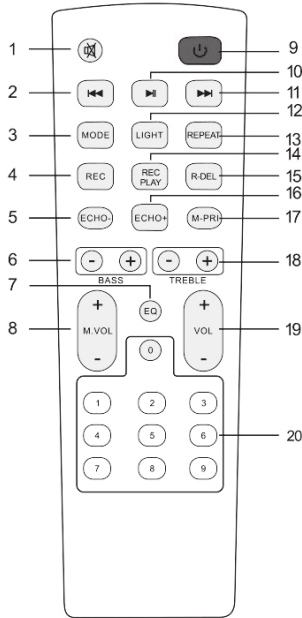 1
9
10
2
11
12
3
MODE
LIGHT
REPEAT
13
14
4
REC
REC
PLAY
R-DEL
15
16
5
ECHO-
ECHO+
M-PRI
17
6
-
+
-
+
18
BASS
TREBLE
7
8
+
M.VOL
-
EQ
+
VOL
-
19
0
1
2
3
4
5
6
20
7
8
9